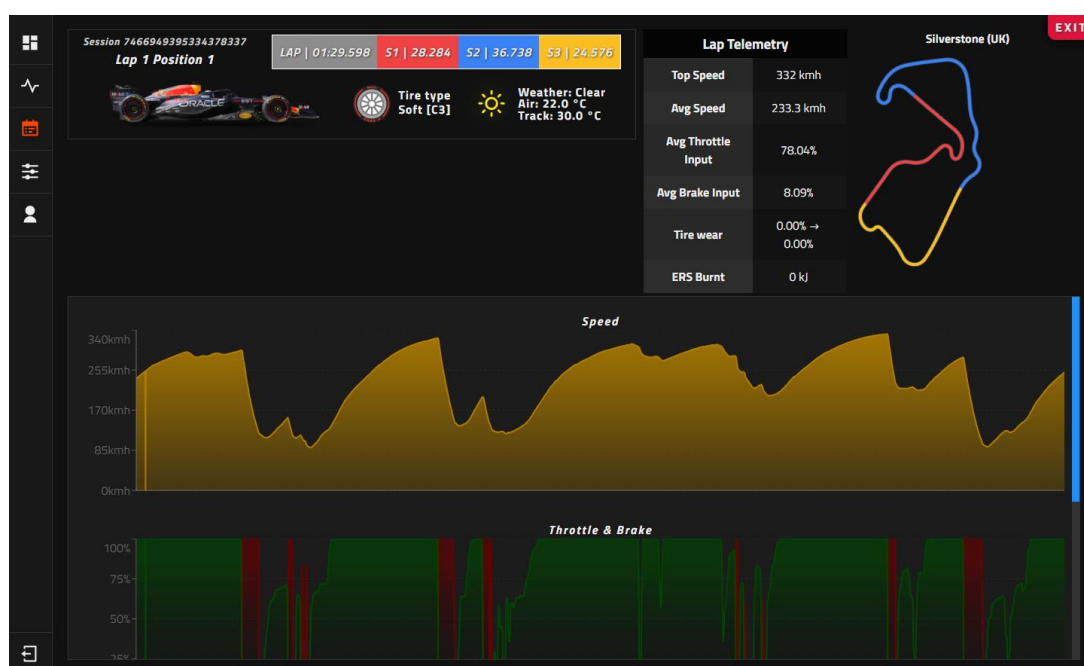 EXIT
Session 7466949395334378337
Lap 1 Position 1
LAP | 01:29.598 S1 | 28.284 S2 | 36.738 S3 | 24.576
ORACLE
Tire type
Soft [C3]
Weather: Clear
Air: 22.0 °C
Track: 30.0 °C
Lap Telemetry
Top Speed 332 kmh
Avg Speed 233.3 kmh
Avg Throttle
Input
78.04%
Avg Brake Input 8.09%
Tire wear
0.00% →
0.00%
ERS Burnt 0 kJ
Silverstone (UK)
Speed
340kmh
255kmh
170kmh
85kmh
0kmh
Throttle & Brake
100%
75%
50%
25%